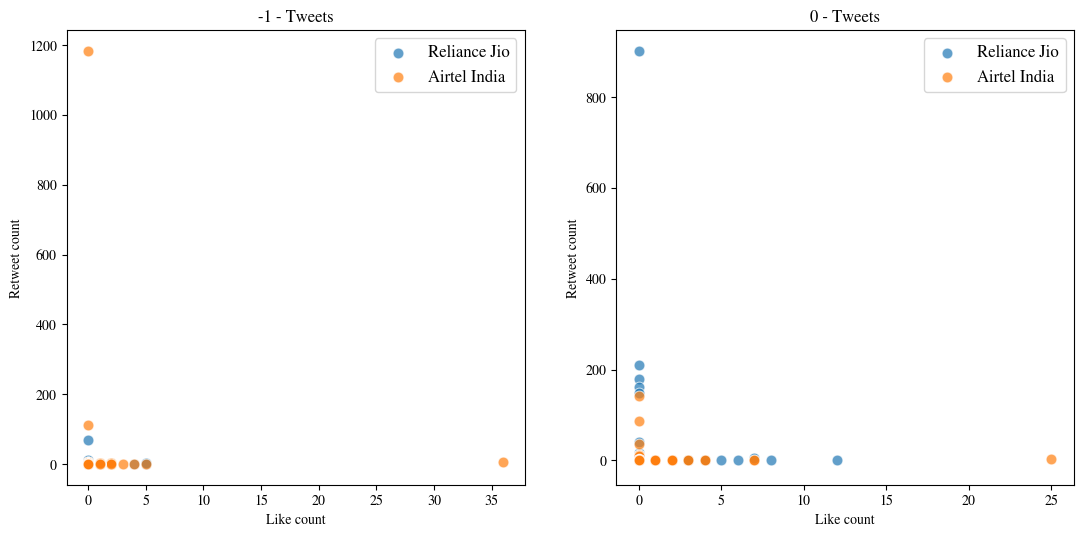 -1 - Tweets
Retweet count
1200
1000
800
600
400
200
0
Reliance Jio
Airtel India
0
5
10
15
20
25
30
35
Like count
0 - Tweets
Retweet count
800
600
400
200
0
Reliance Jio
Airtel India
0
5
10
15
20
25
Like count